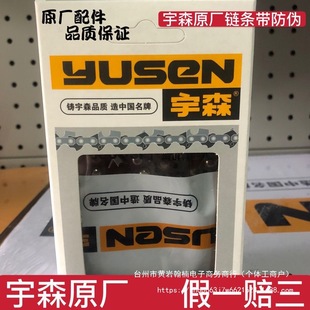 原厂配件
品质保证
宇森原厂链条带防伪
YUSEN
铸宇森品质 造中国名牌
宇森®
铸宇森品质 造
中国名牌
USEN
台州市黄岩翰楠电子商务商行（个体工商户）
宇森原厂
假一赔三